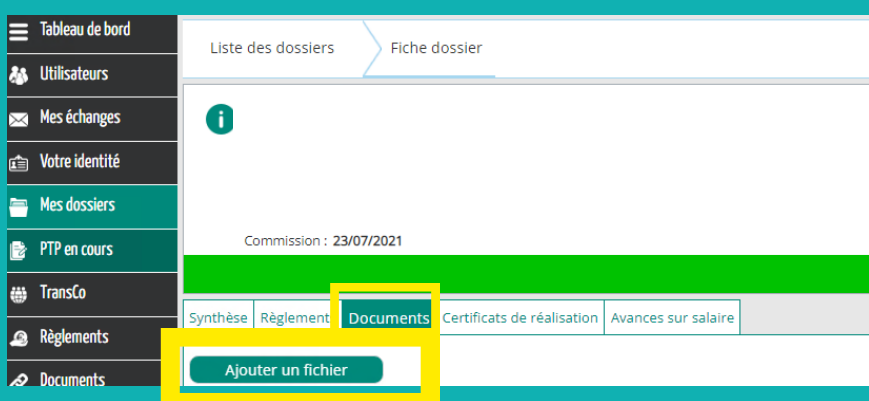 Tableau de bord
Utilisateurs
Mes échanges
Votre identité
Mes dossiers
PTP en cours
TransCo
Règlements
Documents
Liste des dossiers Fiche dossier
i
Commission : 23/07/2021
Synthèse Règlement Documents Certificats de réalisation Avances sur salaire
Ajouter un fichier